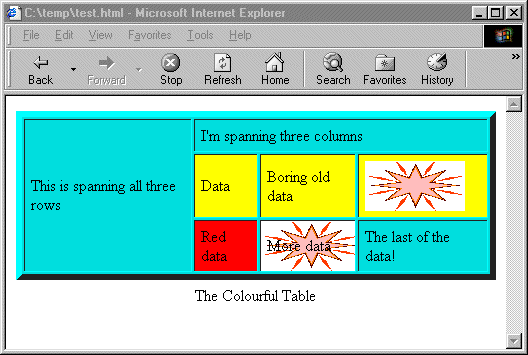 C:\temp\test.html - Microsoft Internet Explorer
File Edit View Favorites Tools Help
Back Forward Stop Refresh Home Search Favorites History
I'm spanning three columns
This is spanning all three
rows
Data
Boring old
data
Red
data
More data
The last of the
data!
The Colourful Table